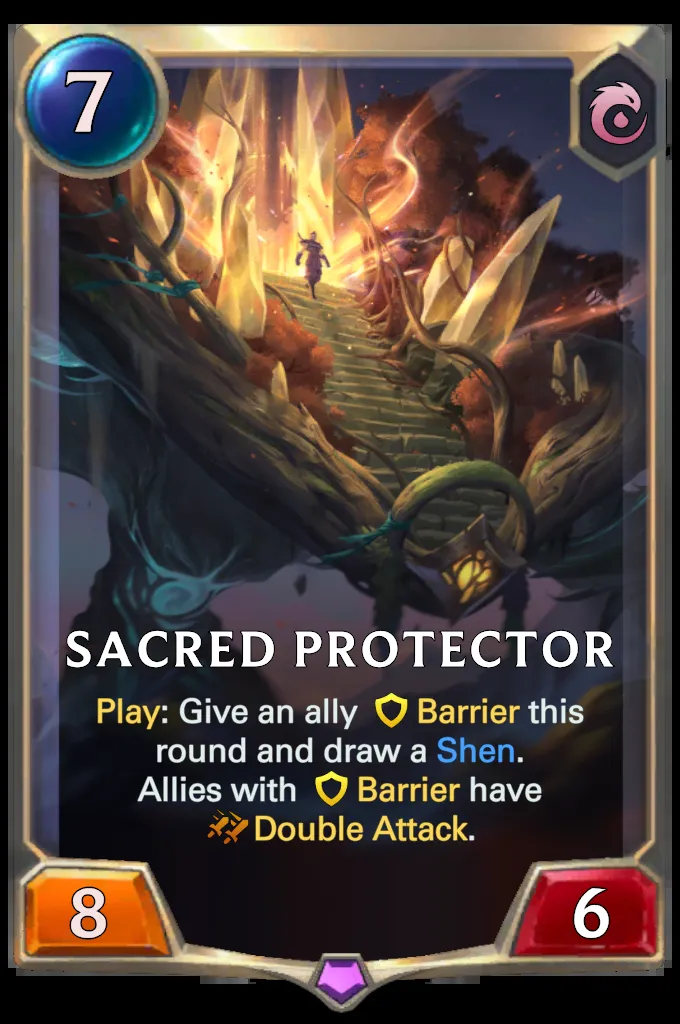 7
SACRED PROTECTOR
Play: Give an ally Barrier this
round and draw a Shen.
Allies with Barrier have
Double Attack.
8
6